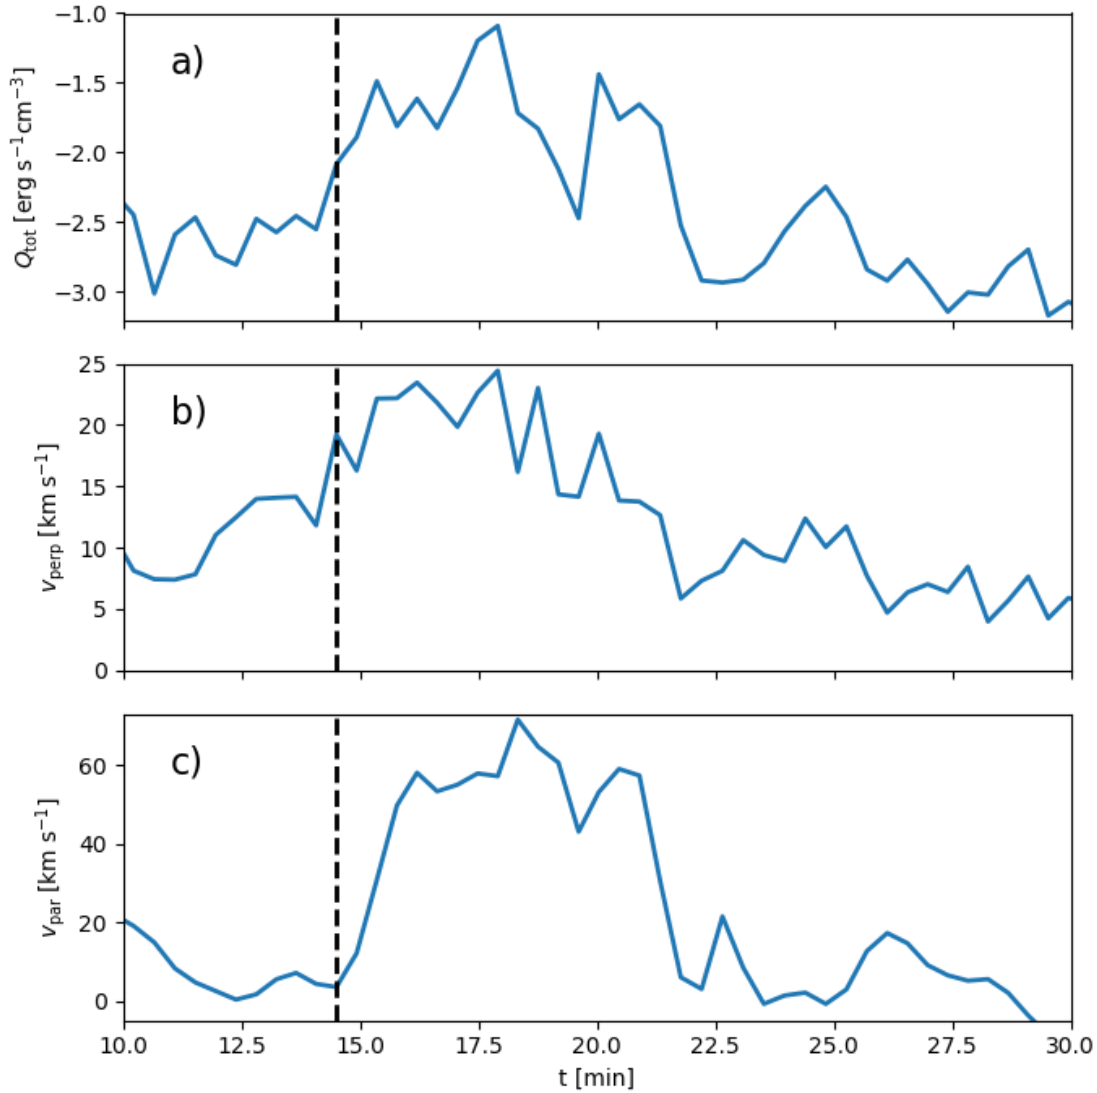 a)
Q_tot [erg s⁻¹cm⁻³]
−1.0
−1.5
−2.0
−2.5
−3.0
b)
v_perp [km s⁻¹]
25
20
15
10
5
0
c)
v_par [km s⁻¹]
60
40
20
0
10.0 12.5 15.0 17.5 20.0 22.5 25.0 27.5 30.0
t [min]